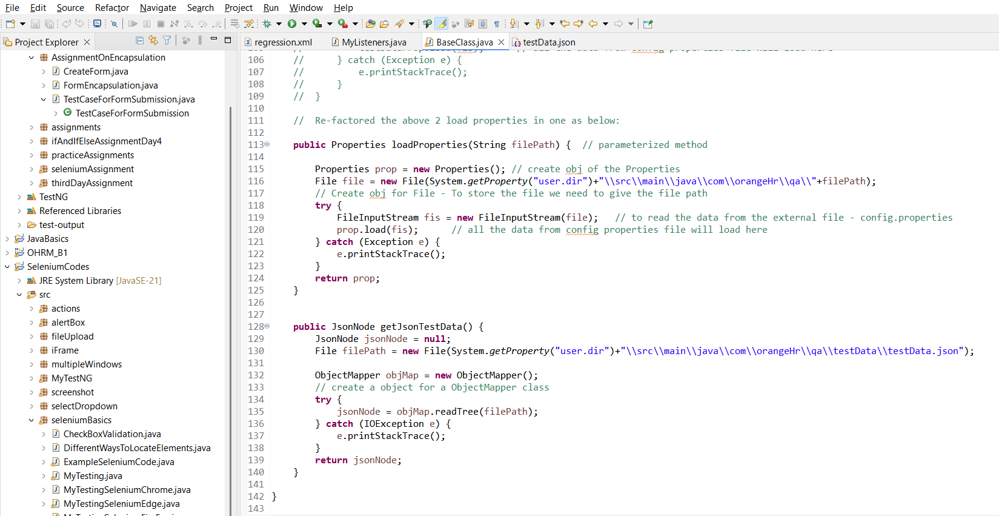 File Edit Source Refactor Navigate Search Project Run Window Help
Project Explorer
AssignmentOnEncapsulation
CreateForm.java
FormEncapsulation.java
TestCaseForFormSubmission.java
TestCaseForFormSubmission
assignments
ifAndIfElseAssignmentDay4
practiceAssignments
seleniumAssignment
thirdDayAssignment
TestNG
Referenced Libraries
test-output
JavaBasics
OHRM_B1
SeleniumCodes
JRE System Library [JavaSE-21]
src
actions
alertBox
fileUpload
iFrame
multipleWindows
MyTestNG
screenshot
selectDropdown
seleniumBasics
CheckBoxValidation.java
DifferentWaysToLocateElements.java
ExampleSeleniumCode.java
MyTesting.java
MyTestingSeleniumChrome.java
MyTestingSeleniumEdge.java
regression.xml MyListeners.java BaseClass.java testData.json
106 // } catch (Exception e) {
107 // e.printStackTrace();
108 // }
109 // }
110
111 // Re-factored the above 2 load properties in one as below:
112
113 public Properties loadProperties(String filePath) { // parameterized method
114
115 Properties prop = new Properties(); // create obj of the Properties
116 File file = new File(System.getProperty("user.dir")+"\\src\\main\\java\\com\\orangeHr\\qa\\"+filePath);
117 // Create obj for File - To store the file we need to give the file path
118 try {
119 FileInputStream fis = new FileInputStream(file); // to read the data from the external file - config.properties
120 prop.load(fis); // all the data from config properties file will load here
121 } catch (Exception e) {
122 e.printStackTrace();
123 }
124 return prop;
125 }
126
127
128 public JsonNode getJsonTestData() {
129 JsonNode jsonNode = null;
130 File filePath = new File(System.getProperty("user.dir")+"\\src\\main\\java\\com\\orangeHr\\qa\\testData\\testData.json");
131
132 ObjectMapper objMap = new ObjectMapper();
133 // create a object for a ObjectMapper class
134 try {
135 jsonNode = objMap.readTree(filePath);
136 } catch (IOException e) {
137 e.printStackTrace();
138 }
139 return jsonNode;
140 }
141
142 }
143